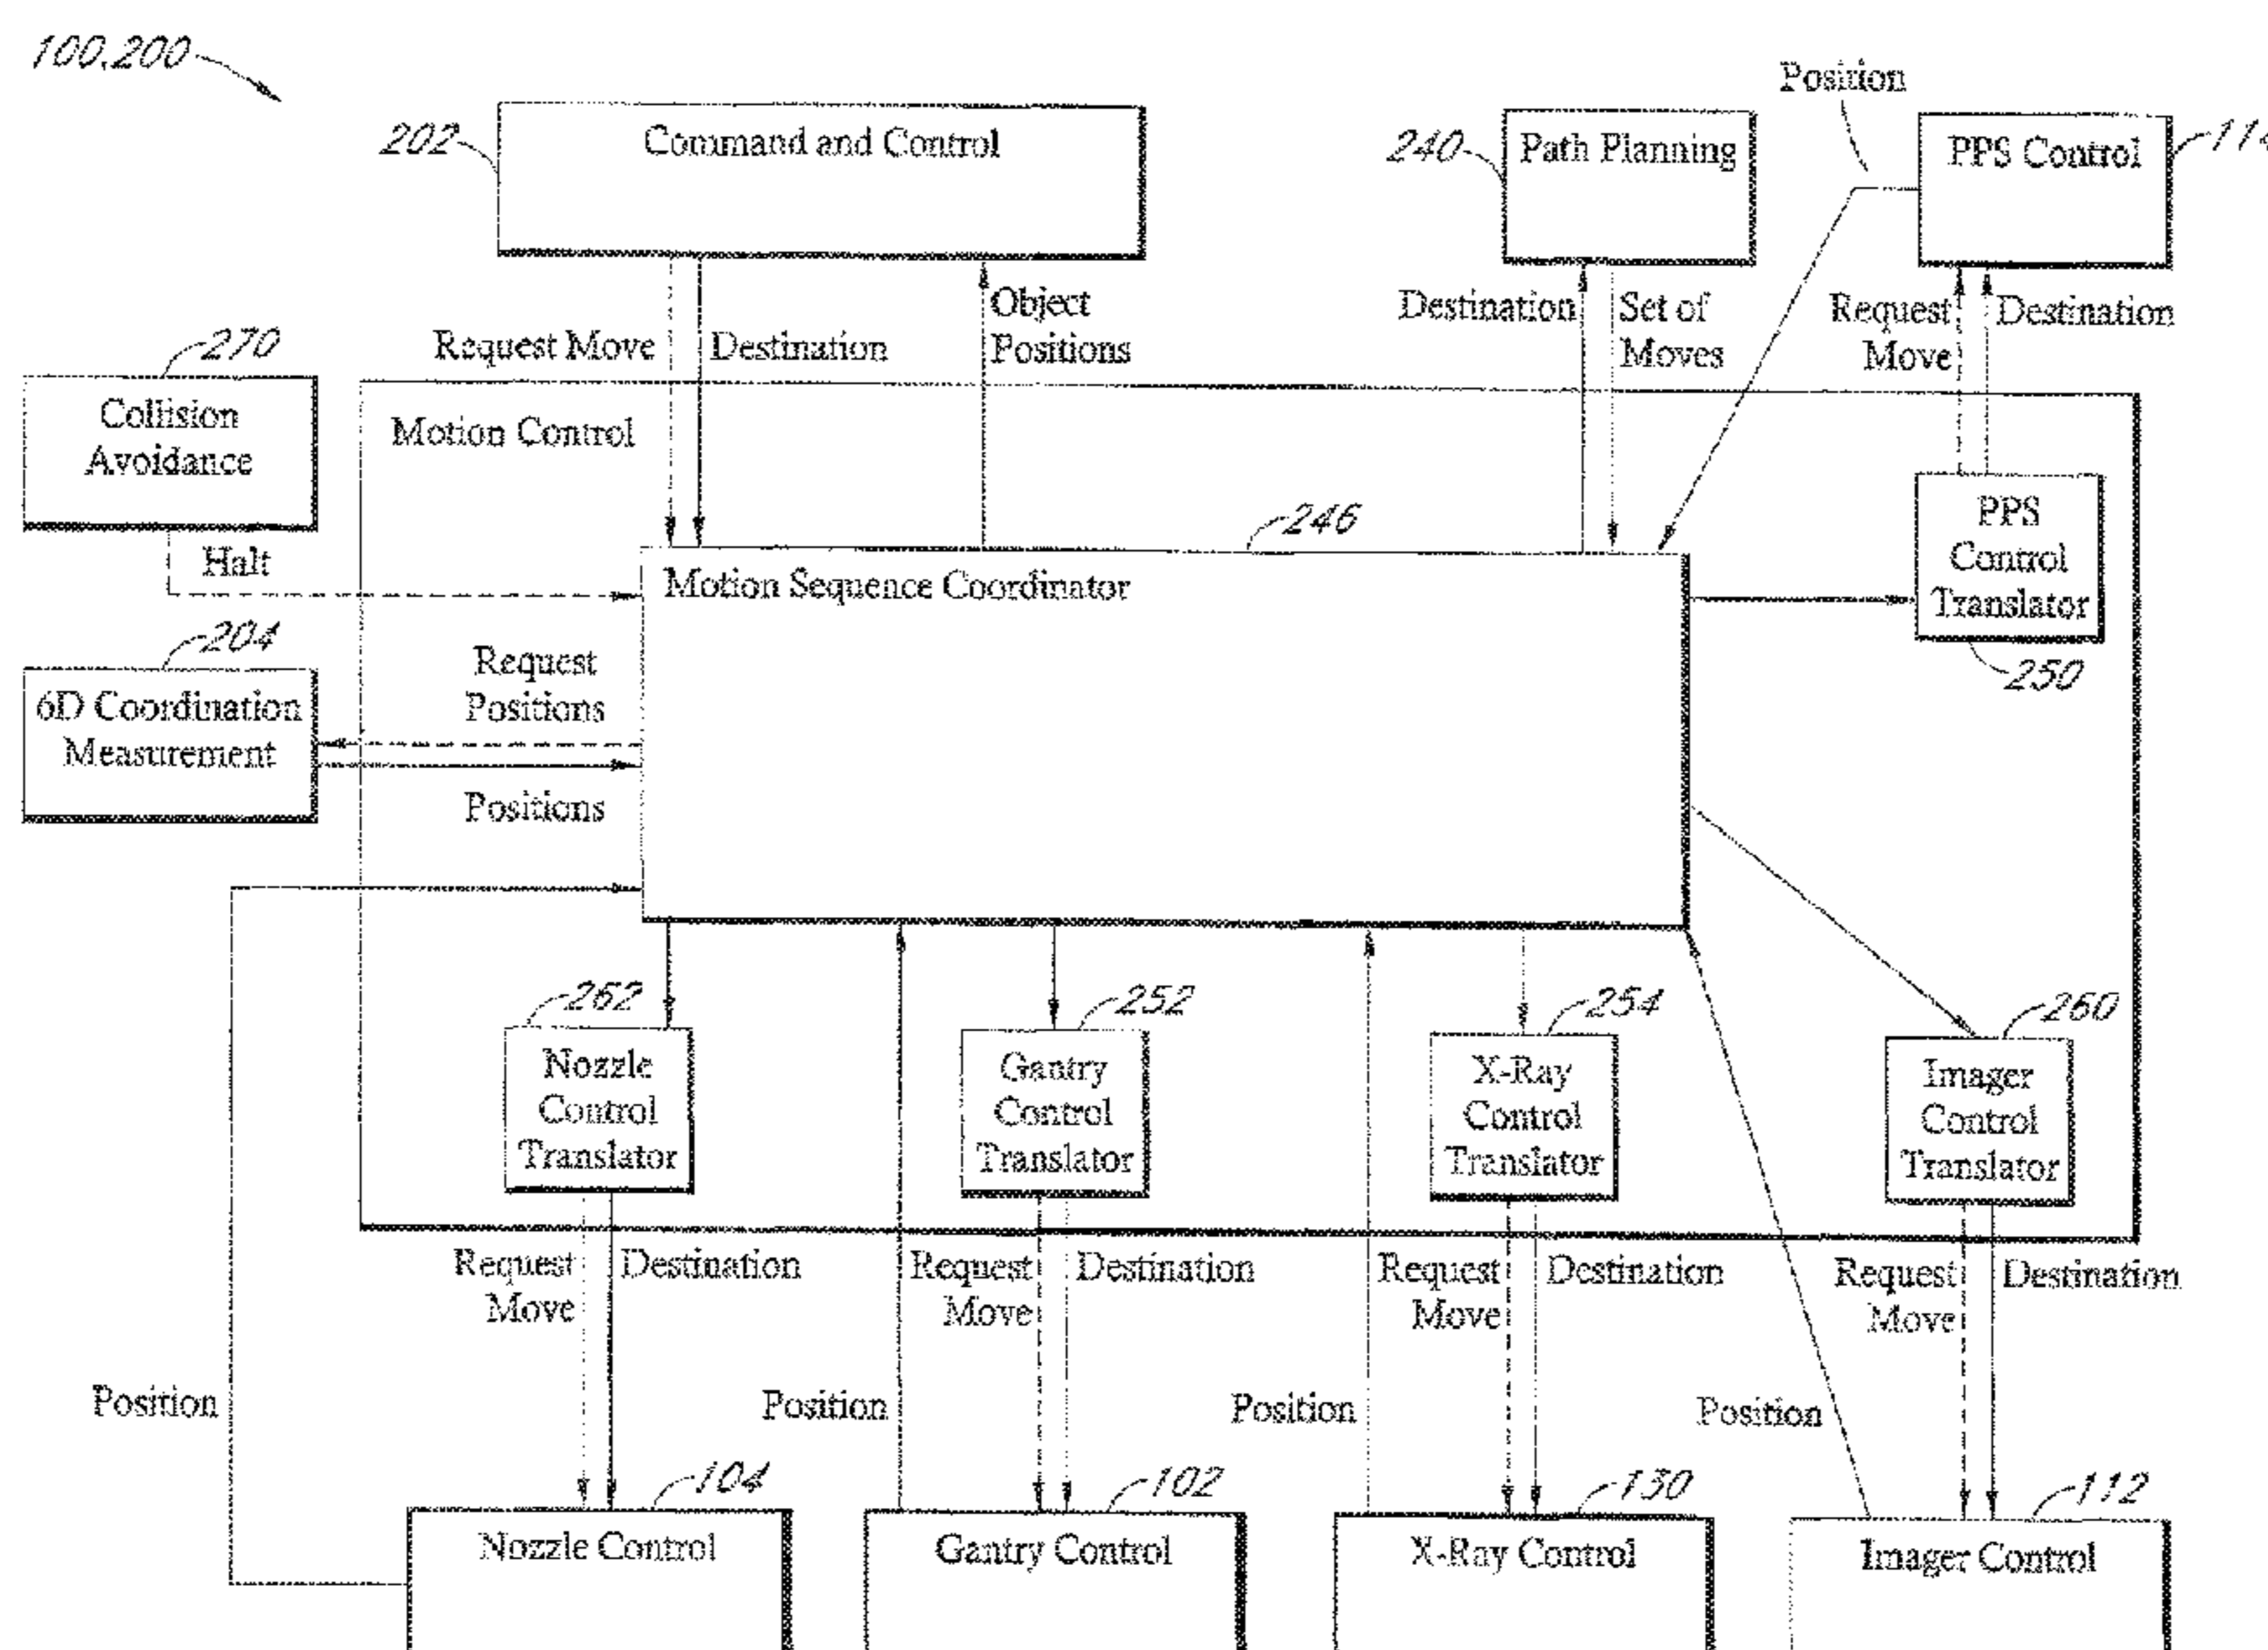 100,200
202
Command and Control
240
Path Planning
Position
PPS Control
Request Move
Destination
Object
Positions
Destination
Set of
Moves
Request
Move
Destination
270
Collision
Avoidance
Halt
Motion Control
246
Motion Sequence Coordinator
PPS
Control
Translator
250
204
6D Coordination
Measurement
Request
Positions
Positions
262
Nozzle
Control
Translator
252
Gantry
Control
Translator
254
X-Ray
Control
Translator
260
Imager
Control
Translator
Request
Move
Destination
Request
Move
Destination
Request
Move
Destination
Request
Move
Destination
Position
Position
Position
Position
104
Nozzle Control
102
Gantry Control
130
X-Ray Control
112
Imager Control